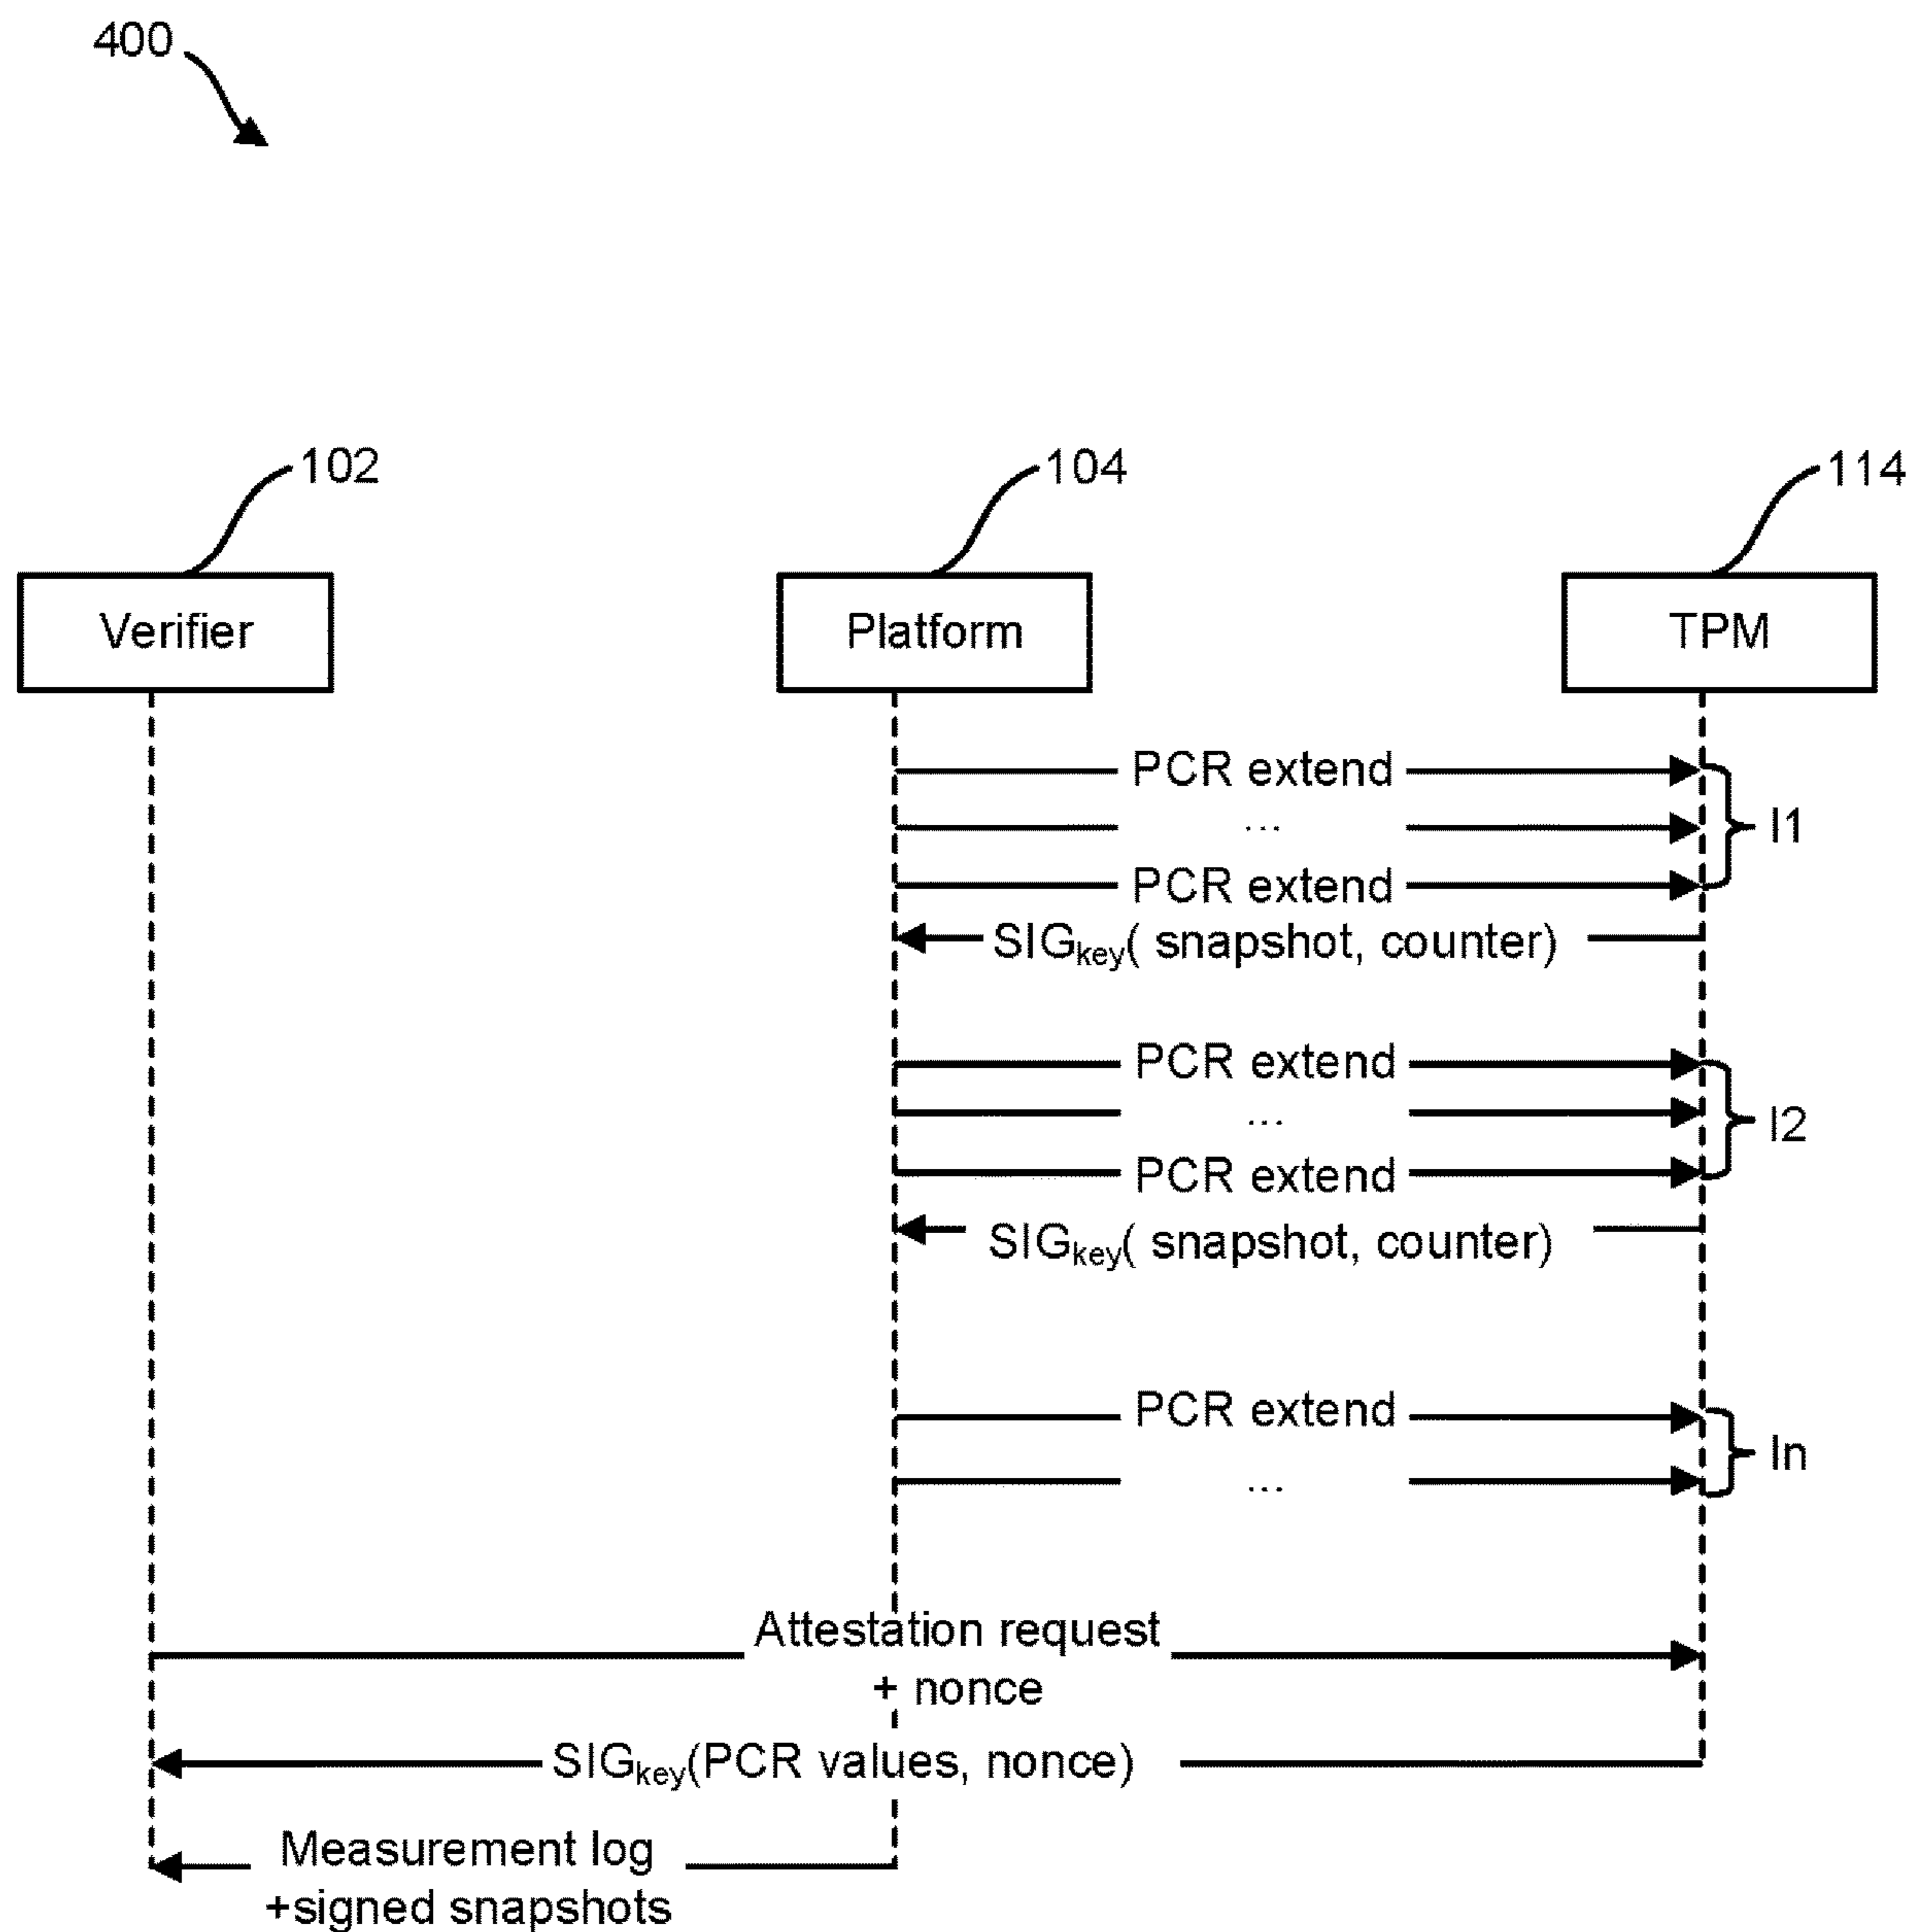 400
102
104
114
Verifier
Platform
TPM
PCR extend
...
PCR extend
I1
SIGkey( snapshot, counter)
PCR extend
...
PCR extend
I2
SIGkey( snapshot, counter)
PCR extend
...
In
Attestation request
+ nonce
SIGkey(PCR values, nonce)
Measurement log
+signed snapshots